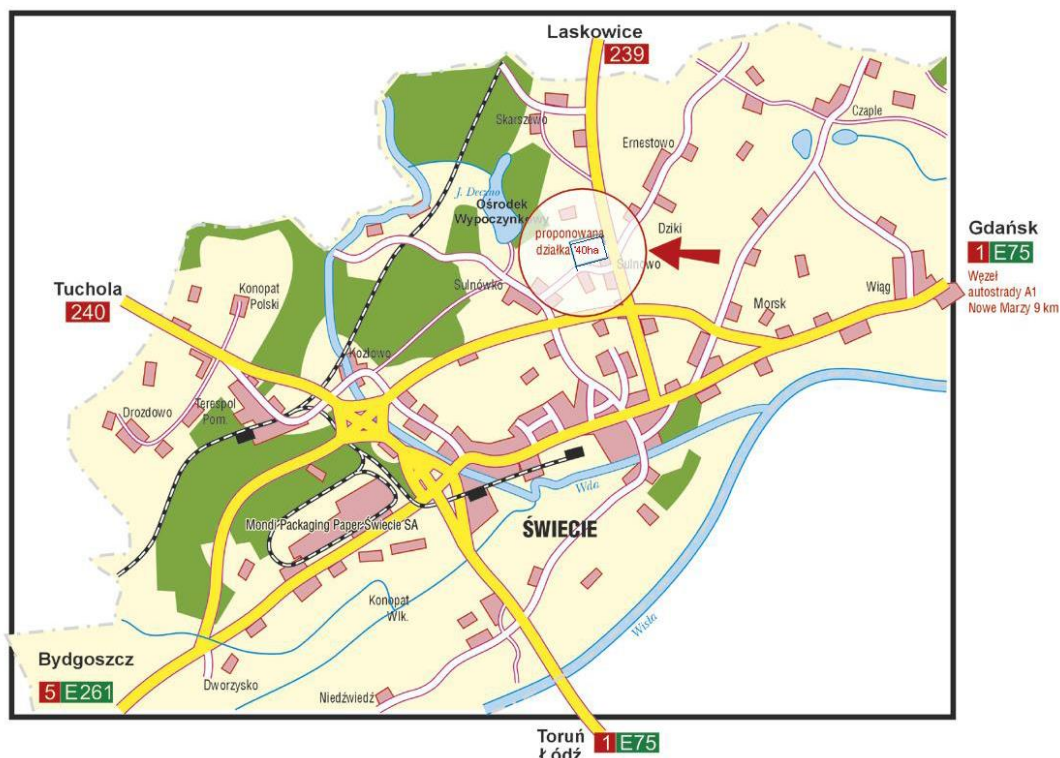 Laskowice
239
Skarszewo
Czaple
Ernestowo
J. Deczno
Ośrodek
Wypoczynkowy
proponowana
działka 40ha
Dziki
Sulnowo
Gdańsk
1 E75
Węzeł
autostrady A1
Nowe Marzy 9 km
Tuchola
240
Konopat
Polski
Sulnówko
Morsk
Wiąg
Kozłowo
Drozdowo
Terespol
Pom.
Wda
Mondi Packaging Paper Świecie SA
ŚWIECIE
Konopat
Wlk.
Wisła
Bydgoszcz
5 E261
Dworzysko
Niedźwiedź
Toruń
Łódź
1 E75